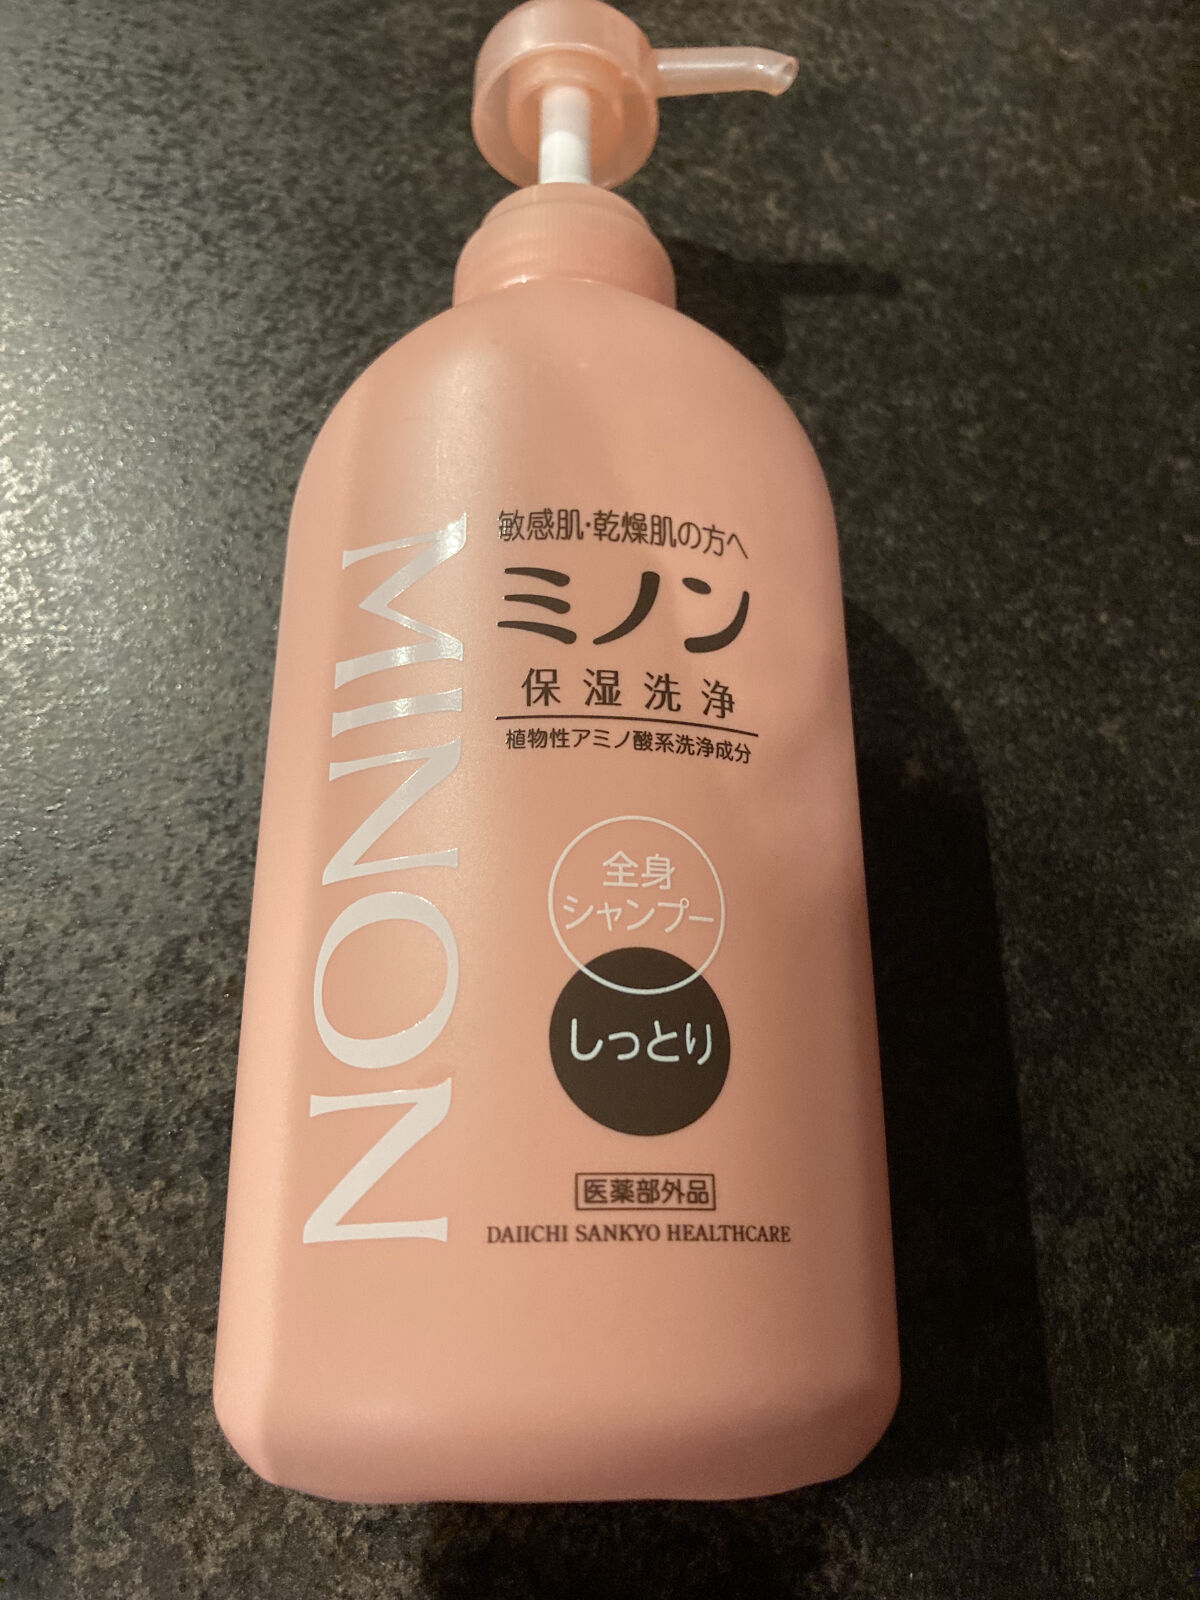 MINON
敏感肌・乾燥肌の方へ
ミノン
保湿洗浄
植物性アミノ酸系洗浄成分
全身
シャンプー
しっとり
医薬部外品
DAIICHI SANKYO HEALTHCARE